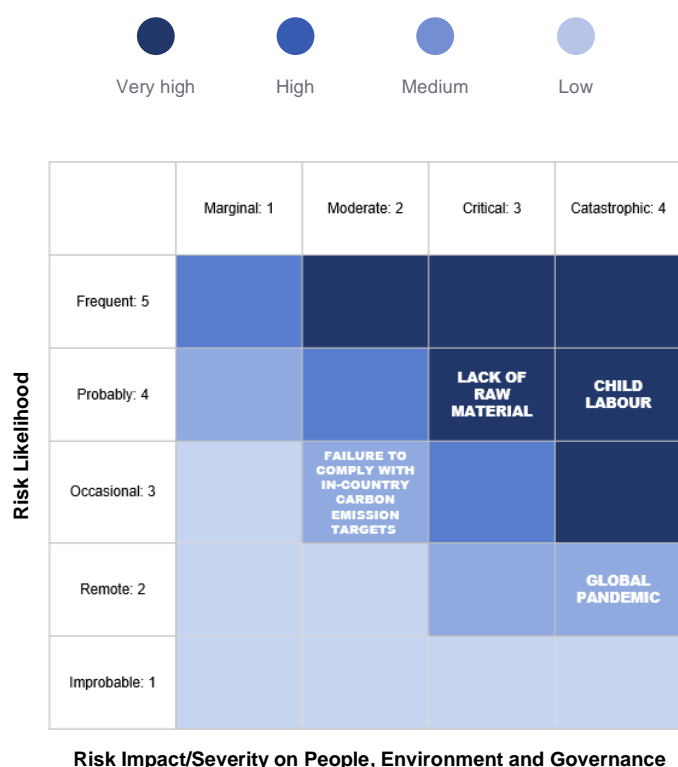 Very high
High
Medium
Low
Marginal: 1
Moderate: 2
Critical: 3
Catastrophic: 4
Risk Likelihood
Frequent: 5
Probably: 4
LACK OF
RAW
MATERIAL
CHILD
LABOUR
Occasional: 3
FAILURE TO
COMPLY WITH
IN-COUNTRY
CARBON
EMISSION
TARGETS
Remote: 2
GLOBAL
PANDEMIC
Improbable: 1
Risk Impact/Severity on People, Environment and Governance